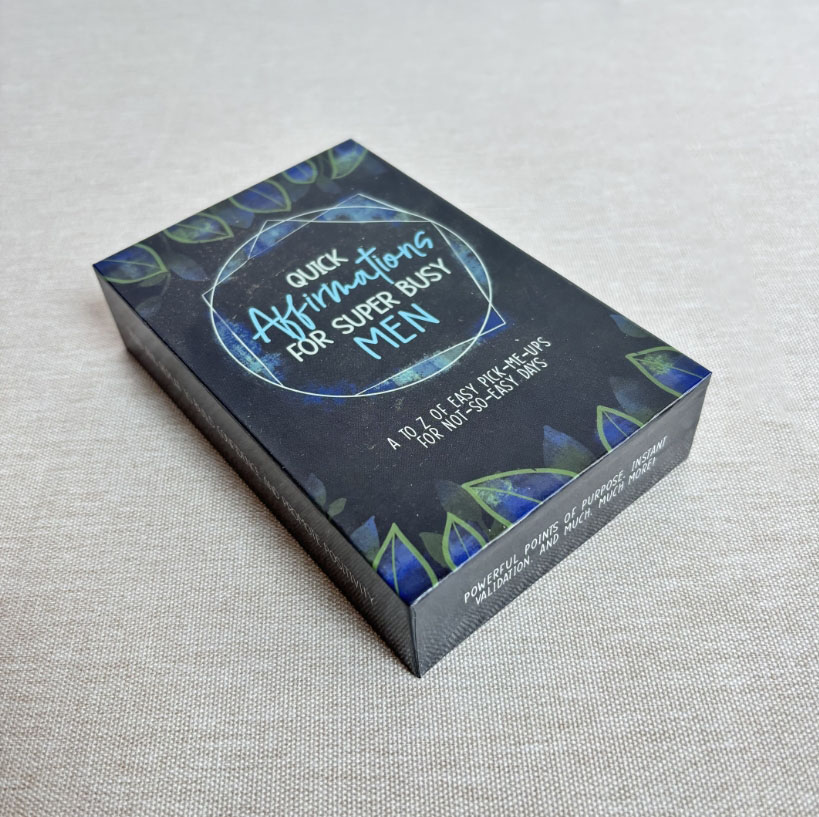 QUICK
Affirmations
FOR SUPER BUSY
MEN
A TO Z OF EASY PICK-ME-UPS
FOR NOT-SO-EASY DAYS
POWERFUL POINTS OF PURPOSE, INSTANT
VALIDATION, AND MUCH, MUCH MORE!
POSITIVITY,